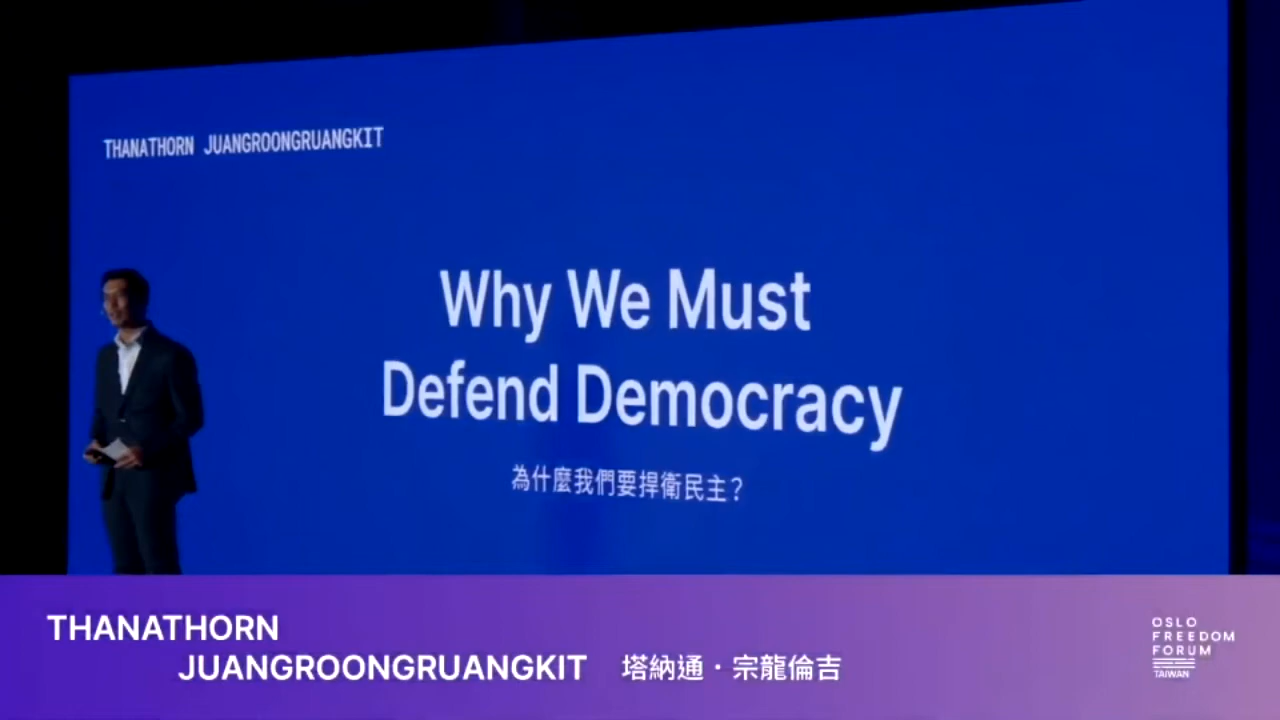 THANATHORN JUANGROONGRUANGKIT
Why We Must
Defend Democracy
為什麼我們要捍衛民主？
THANATHORN
JUANGROONGRUANGKIT 塔納通・宗龍倫吉
OSLO
FREEDOM
FORUM
TAIWAN